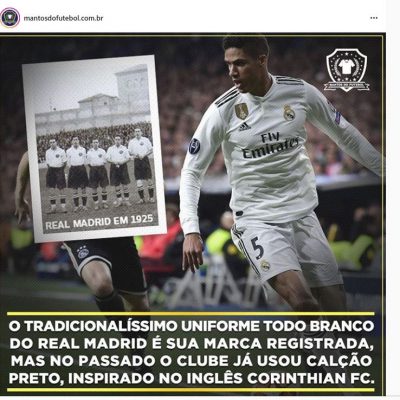 mantosdofutebol.com.br
MANTOS DO FUTEBOL
Fly
Emirates
5
REAL MADRID EM 1925
O TRADICIONALÍSSIMO UNIFORME TODO BRANCO
DO REAL MADRID É SUA MARCA REGISTRADA,
MAS NO PASSADO O CLUBE JÁ USOU CALÇÃO
PRETO, INSPIRADO NO INGLÊS CORINTHIAN FC.